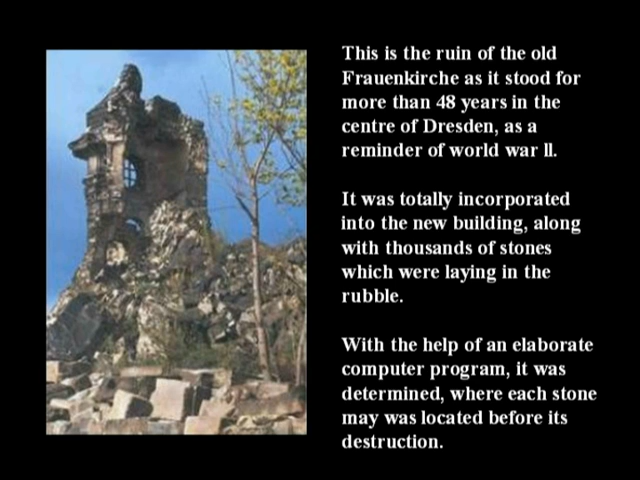 This is the ruin of the old
Frauenkirche as it stood for
more than 48 years in the
centre of Dresden, as a
reminder of world war ll.

It was totally incorporated
into the new building, along
with thousands of stones
which were laying in the
rubble.

With the help of an elaborate
computer program, it was
determined, where each stone
may was located before its
destruction.